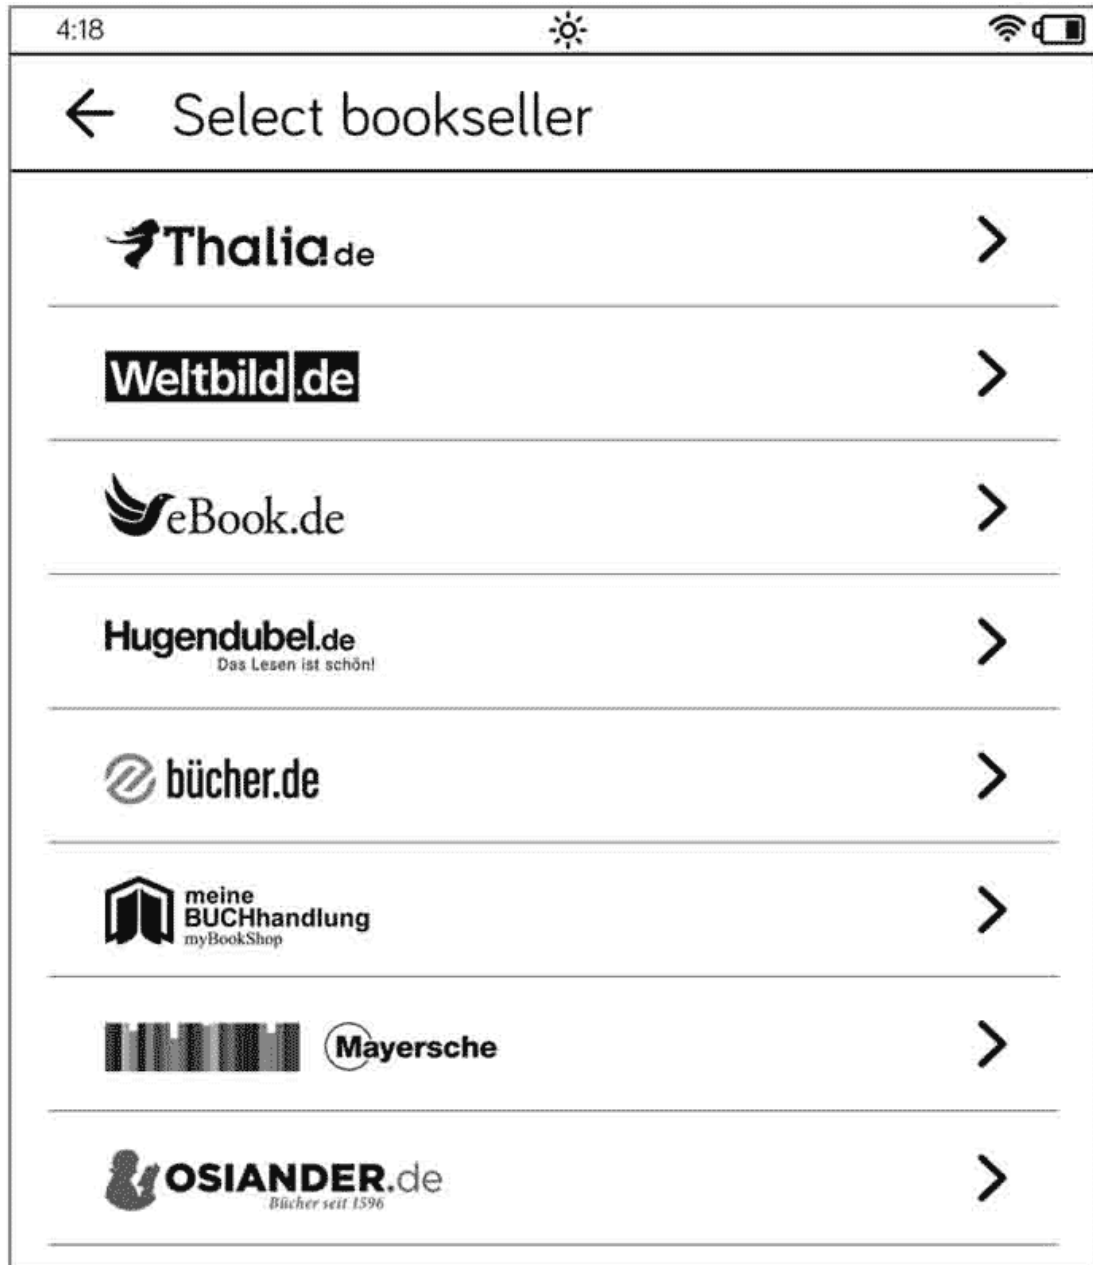 4:18
Select bookseller
Thalia.de
Weltbild.de
eBook.de
Hugendubel.de
Das Lesen ist schön!
bücher.de
meine
BUCHhandlung
myBookShop
Mayersche
OSIANDER.de
Bücher seit 1596